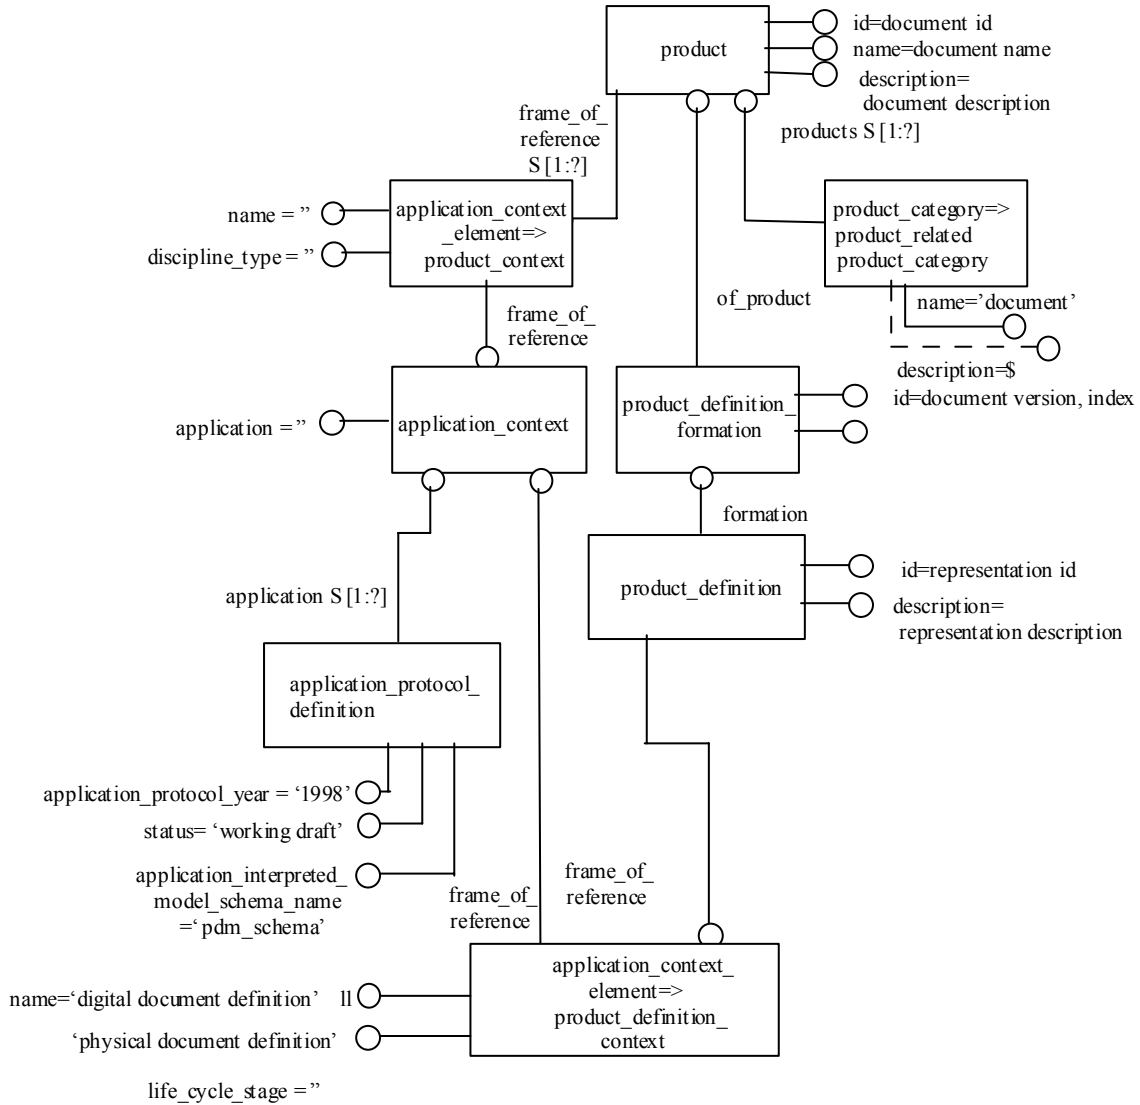 product
id=document id
name=document name
description=
document description
frame_of_
reference
S [1:?]
products S [1:?]
name = ”
discipline_type = ”
application_context
_element=>
product_context
product_category=>
product_related
product_category
name=’document’
of_product
frame_of_
reference
description=$
id=document version, index
application = ”
application_context
product_definition_
formation
formation
product_definition
id=representation id
description=
representation description
application S [1:?]
application_protocol_
definition
application_protocol_year = ‘1998’
status= ‘working draft’
application_interpreted_
model_schema_name
=‘ pdm_schema’
frame_of_
reference
frame_of_
reference
application_context_
element=>
product_definition_
context
name=‘digital document definition’ ll
‘physical document definition’
life_cycle_stage = ”